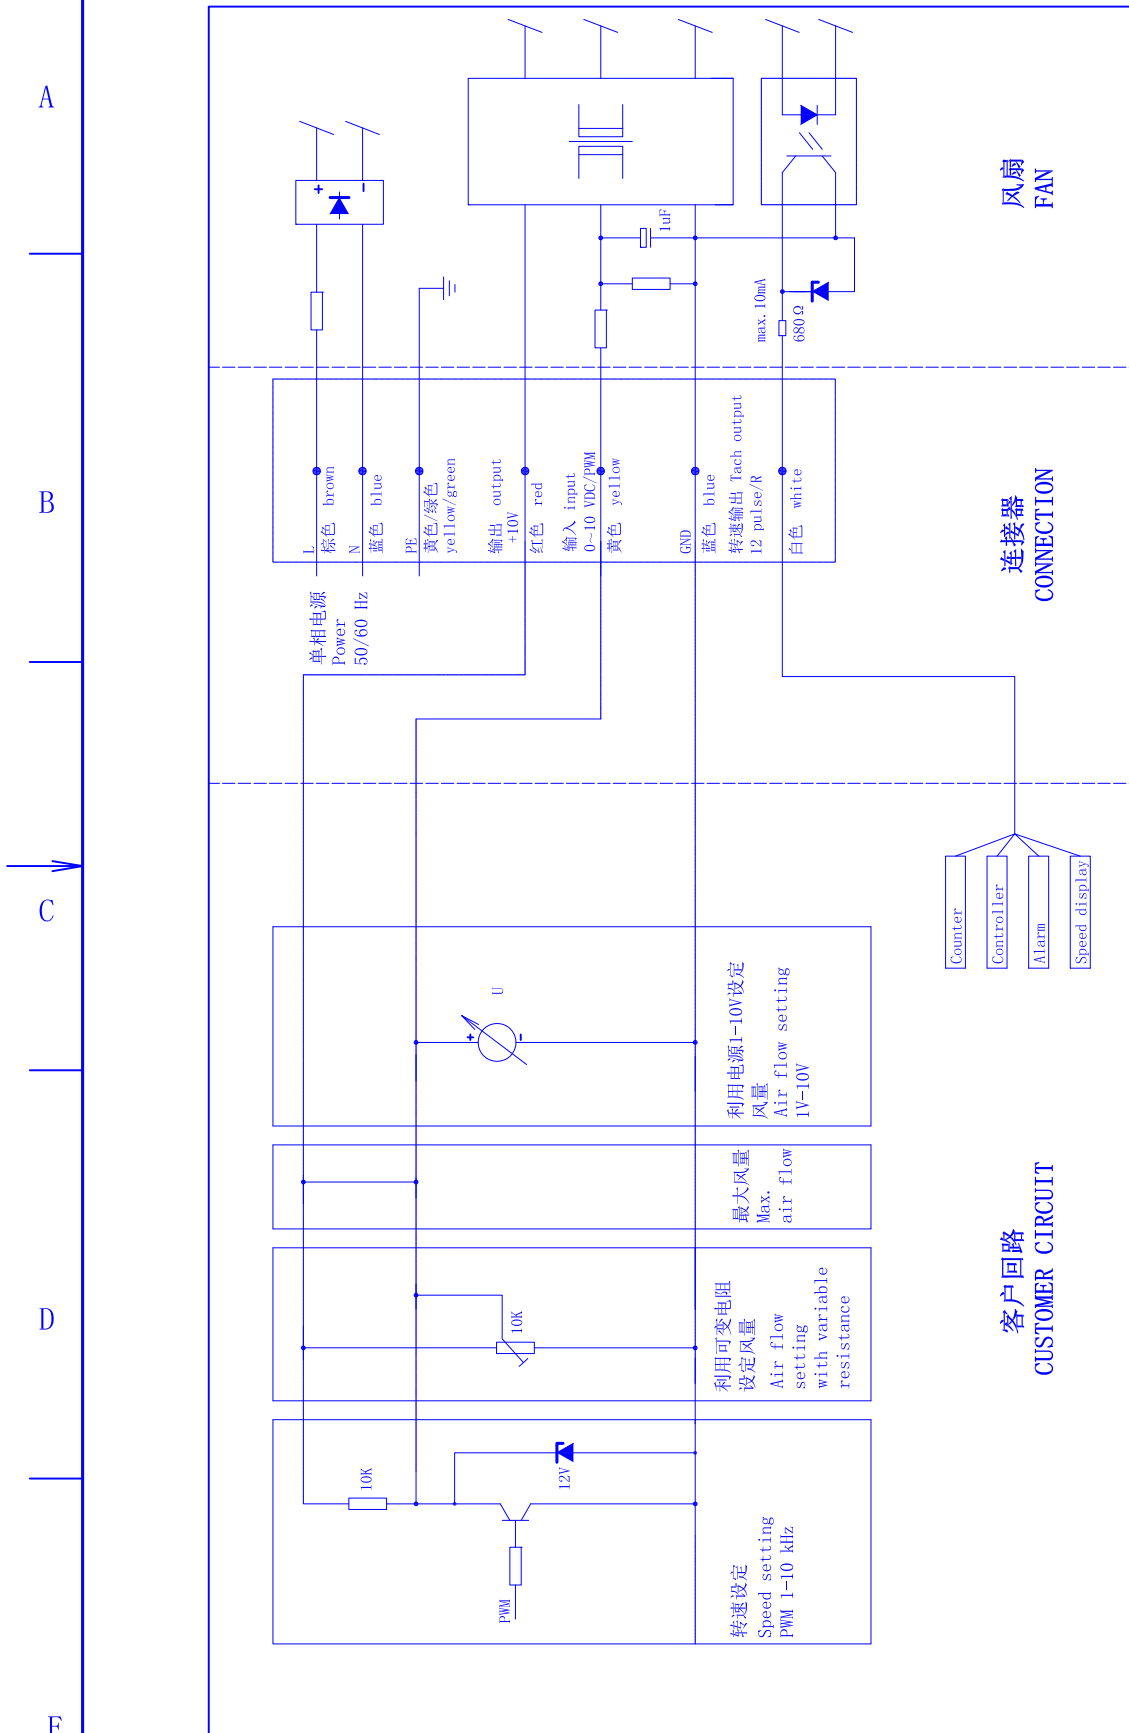 A
B
C
D
E
风扇
FAN
连接器
CONNECTION
客户回路
CUSTOMER CIRCUIT
+
−
1uF
max. 10mA
680Ω
L
棕色 brown
N
蓝色 blue
PE
黄色/绿色
yellow/green
输出 output
+10V
红色 red
输入 input
0~10 VDC/PWM
黄色 yellow
GND
蓝色 blue
转速输出 Tach output
12 pulse/R
白色 white
单相电源
Power
50/60 Hz
Counter
Controller
Alarm
Speed display
U
+
−
利用电源1-10V设定
风量
Air flow setting
1V-10V
最大风量
Max.
air flow
10K
利用可变电阻
设定风量
Air flow
setting
with variable
resistance
10K
12V
PWM
转速设定
Speed setting
PWM 1-10 kHz